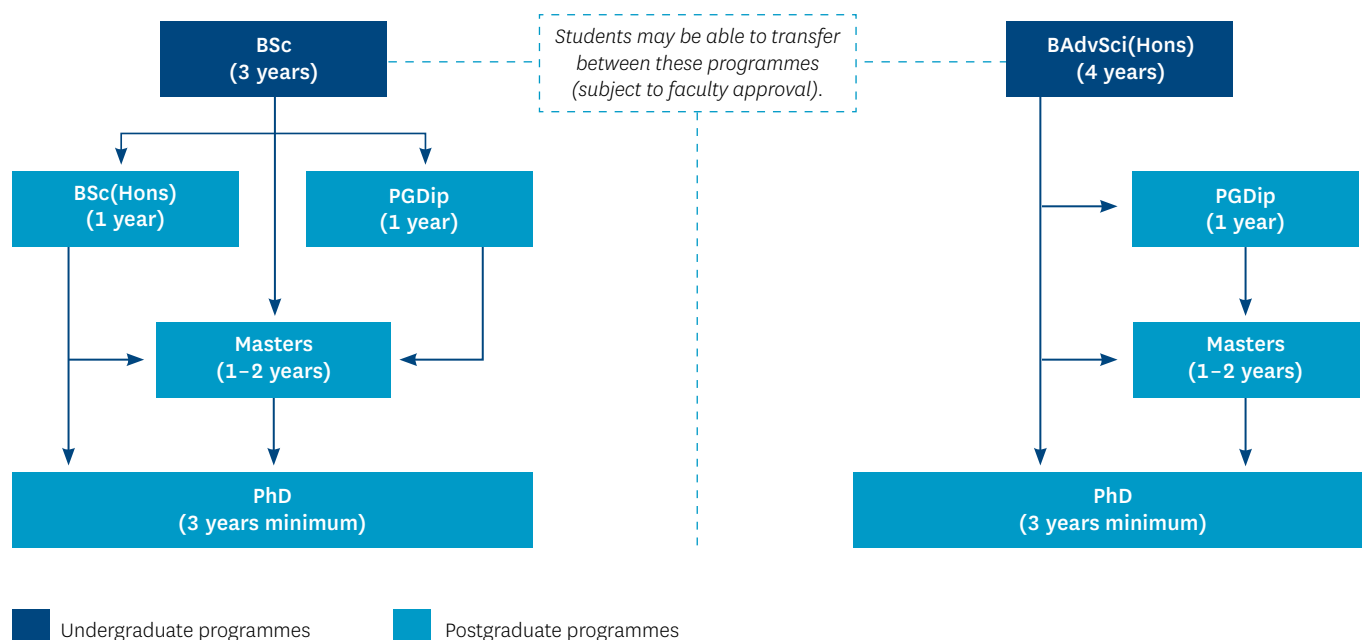 BSc
(3 years)
Students may be able to transfer
between these programmes
(subject to faculty approval).
BAdvSci(Hons)
(4 years)
BSc(Hons)
(1 year)
PGDip
(1 year)
PGDip
(1 year)
Masters
(1–2 years)
Masters
(1–2 years)
PhD
(3 years minimum)
PhD
(3 years minimum)
Undergraduate programmes
Postgraduate programmes